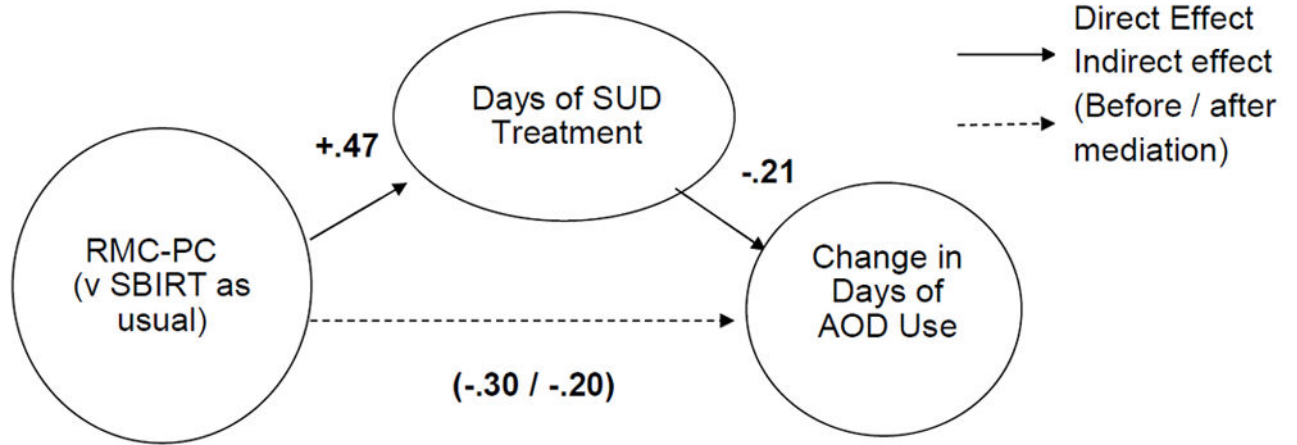 Direct Effect
Indirect effect
(Before / after
mediation)
Days of SUD
Treatment
+.47
-.21
RMC-PC
(v SBIRT as
usual)
Change in
Days of
AOD Use
(-.30 / -.20)